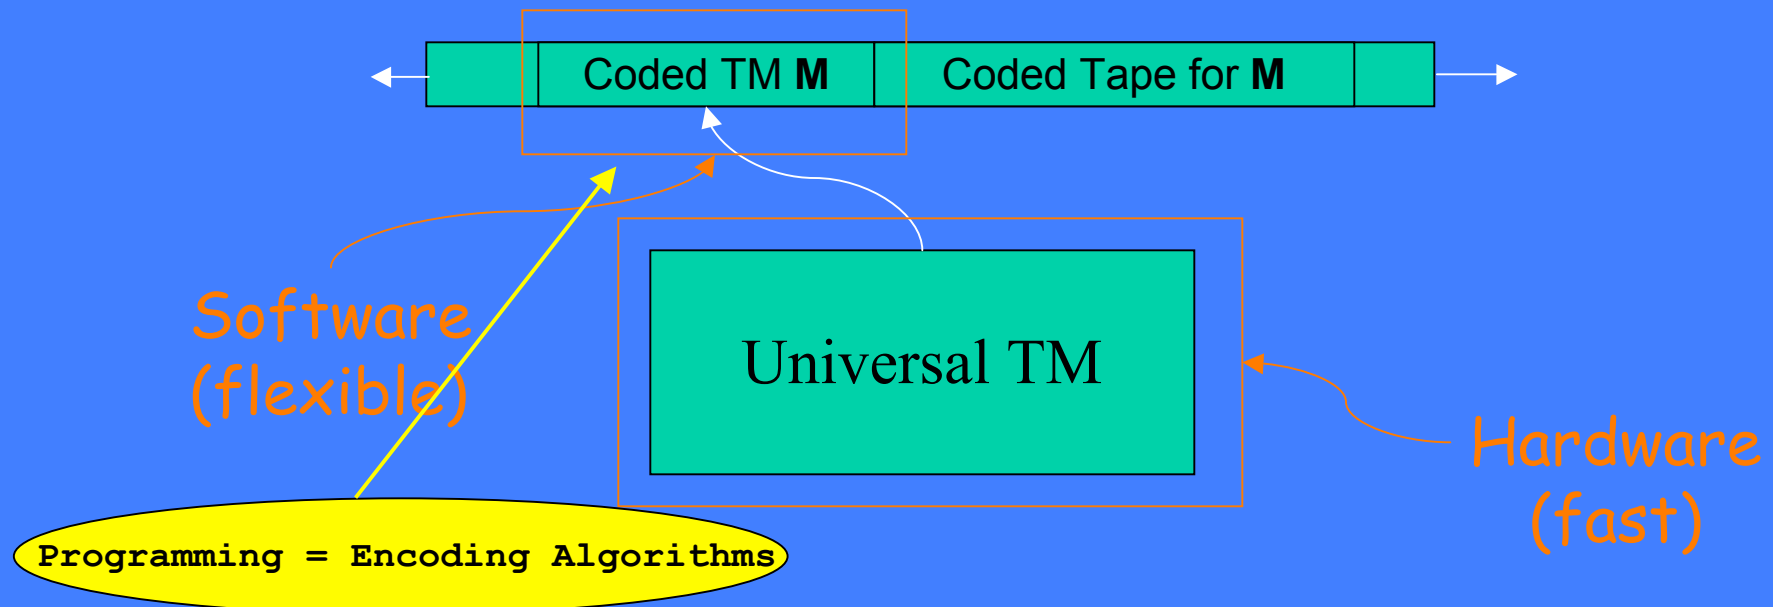 Coded TM M
Coded Tape for M
Software
(flexible)
Universal TM
Hardware
(fast)
Programming = Encoding Algorithms